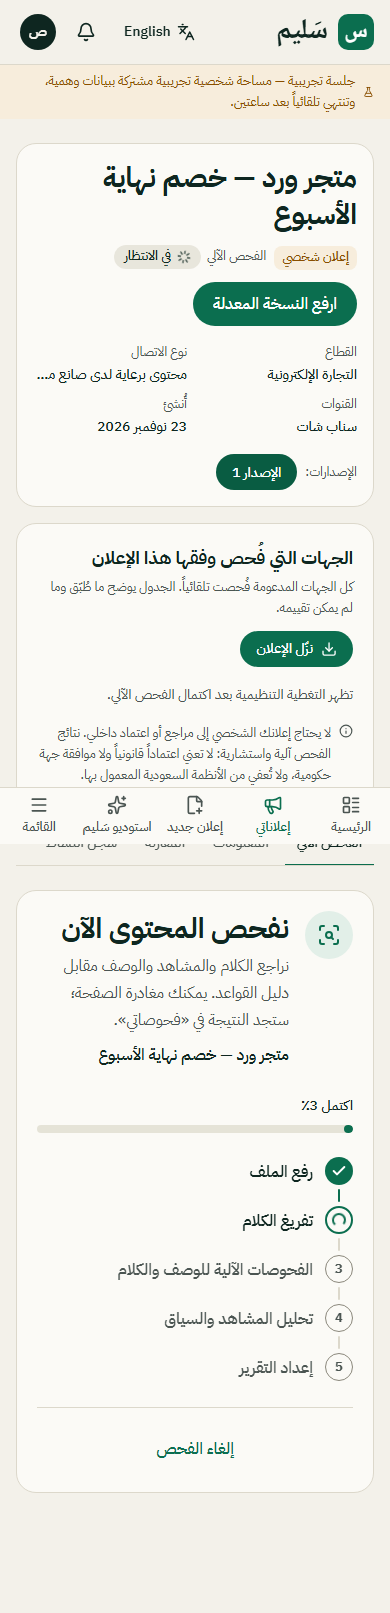 س سَليم
English
ص
جلسة تجريبية — مساحة شخصية تجريبية مشتركة ببيانات وهمية،
وتنتهي تلقائياً بعد ساعتين.
متجر ورد — خصم نهاية
الأسبوع
إعلان شخصي الفحص الآلي في الانتظار
ارفع النسخة المعدلة
القطاع نوع الاتصال
التجارة الإلكترونية محتوى برعاية لدى صانع م...
القنوات أُنشئ
سناب شات 23 نوفمبر 2026
الإصدارات: الإصدار 1
الجهات التي فُحص وفقها هذا الإعلان
كل الجهات المدعومة فُحصت تلقائياً. الجدول يوضح ما طُبّق وما
لم يمكن تقييمه.
نزّل الإعلان
تظهر التغطية التنظيمية بعد اكتمال الفحص الآلي.
لا يحتاج إعلانك الشخصي إلى مراجع أو اعتماد داخلي. نتائج
الفحص آلية واستشارية: لا تعني اعتماداً قانونياً ولا موافقة جهة
حكومية، ولا تُعفي من الأنظمة السعودية المعمول بها.
الرئيسية إعلاناتي إعلان جديد استوديو سَليم القائمة
نفحص المحتوى الآن
نراجع الكلام والمشاهد والوصف مقابل
دليل القواعد. يمكنك مغادرة الصفحة؛
ستجد النتيجة في «فحوصاتي».
متجر ورد — خصم نهاية الأسبوع
اكتمل 3٪
رفع الملف
تفريغ الكلام
3 الفحوصات الآلية للوصف والكلام
4 تحليل المشاهد والسياق
5 إعداد التقرير
إلغاء الفحص